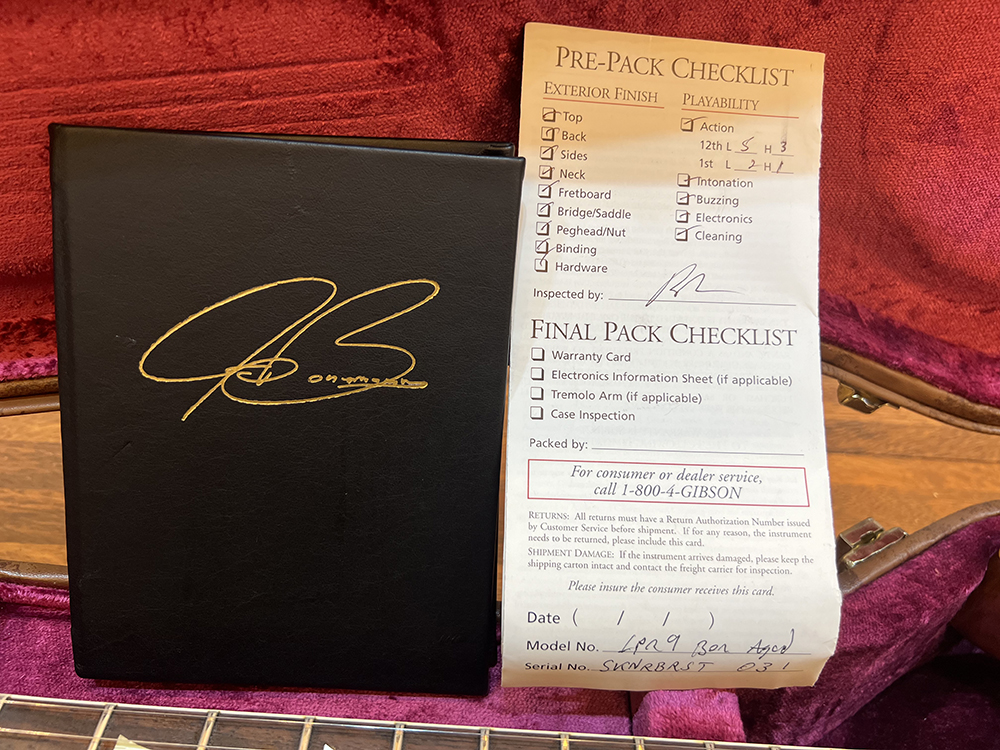 Bonamassa
PRE-PACK CHECKLIST
EXTERIOR FINISH
Top
Back
Sides
Neck
Fretboard
Bridge/Saddle
Peghead/Nut
Binding
Hardware
PLAYABILITY
Action
12th L 5 H 3
1st L 2 H 1
Intonation
Buzzing
Electronics
Cleaning
Inspected by:
FINAL PACK CHECKLIST
Warranty Card
Electronics Information Sheet (if applicable)
Tremolo Arm (if applicable)
Case Inspection
Packed by:
For consumer or dealer service,
call 1-800-4-GIBSON
RETURNS: All returns must have a Return Authorization Number issued
by Customer Service before shipment. If for any reason, the instrument
needs to be returned, please include this card.
SHIPMENT DAMAGE: If the instrument arrives damaged, please keep the
shipping carton intact and contact the freight carrier for inspection.
Please insure the consumer receives this card.
Date ( / / )
Model No. LPR9 Bon Aged
Serial No. SKNRBRST 031